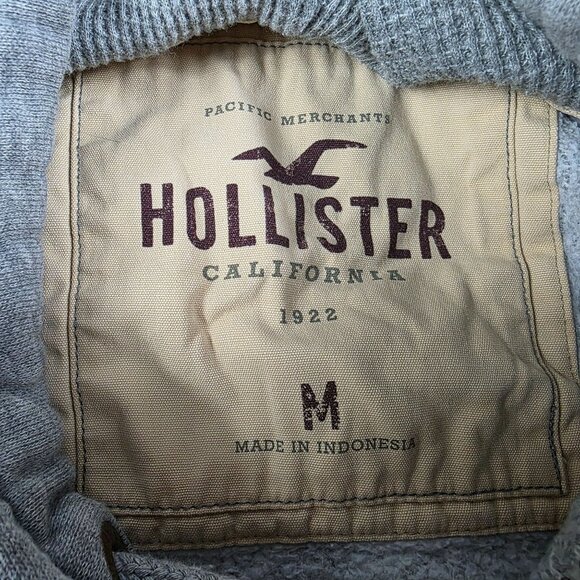 PACIFIC MERCHANTS
HOLLISTER
CALIFORNIA
1922
M
MADE IN INDONESIA